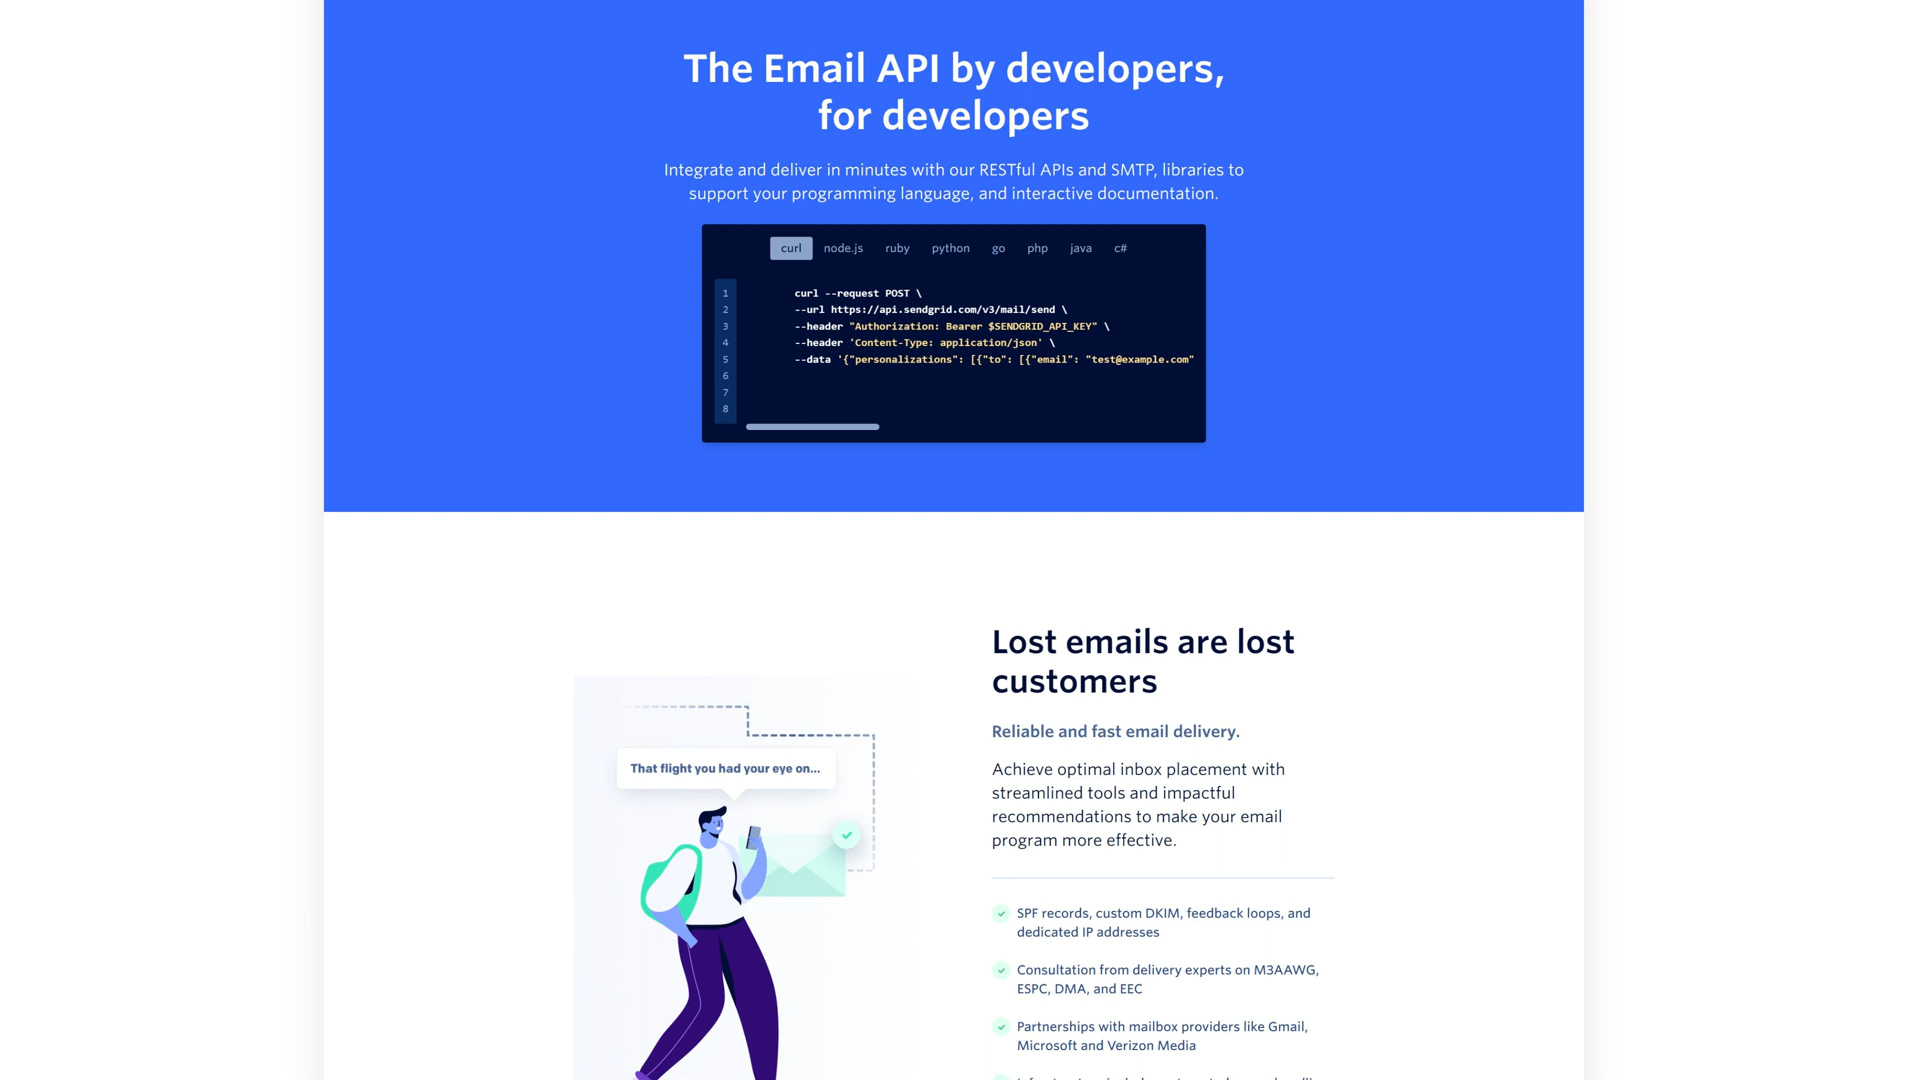 The Email API by developers,
for developers
Integrate and deliver in minutes with our RESTful APIs and SMTP, libraries to
support your programming language, and interactive documentation.
curl node.js ruby python go php java c#
1 curl --request POST \
2 --url https://api.sendgrid.com/v3/mail/send \
3 --header "Authorization: Bearer $SENDGRID_API_KEY" \
4 --header 'Content-Type: application/json' \
5 --data '{"personalizations": [{"to": [{"email": "test@example.com"
6
7
8
Lost emails are lost
customers
Reliable and fast email delivery.
Achieve optimal inbox placement with
streamlined tools and impactful
recommendations to make your email
program more effective.
That flight you had your eye on...
SPF records, custom DKIM, feedback loops, and
dedicated IP addresses
Consultation from delivery experts on M3AAWG,
ESPC, DMA, and EEC
Partnerships with mailbox providers like Gmail,
Microsoft and Verizon Media